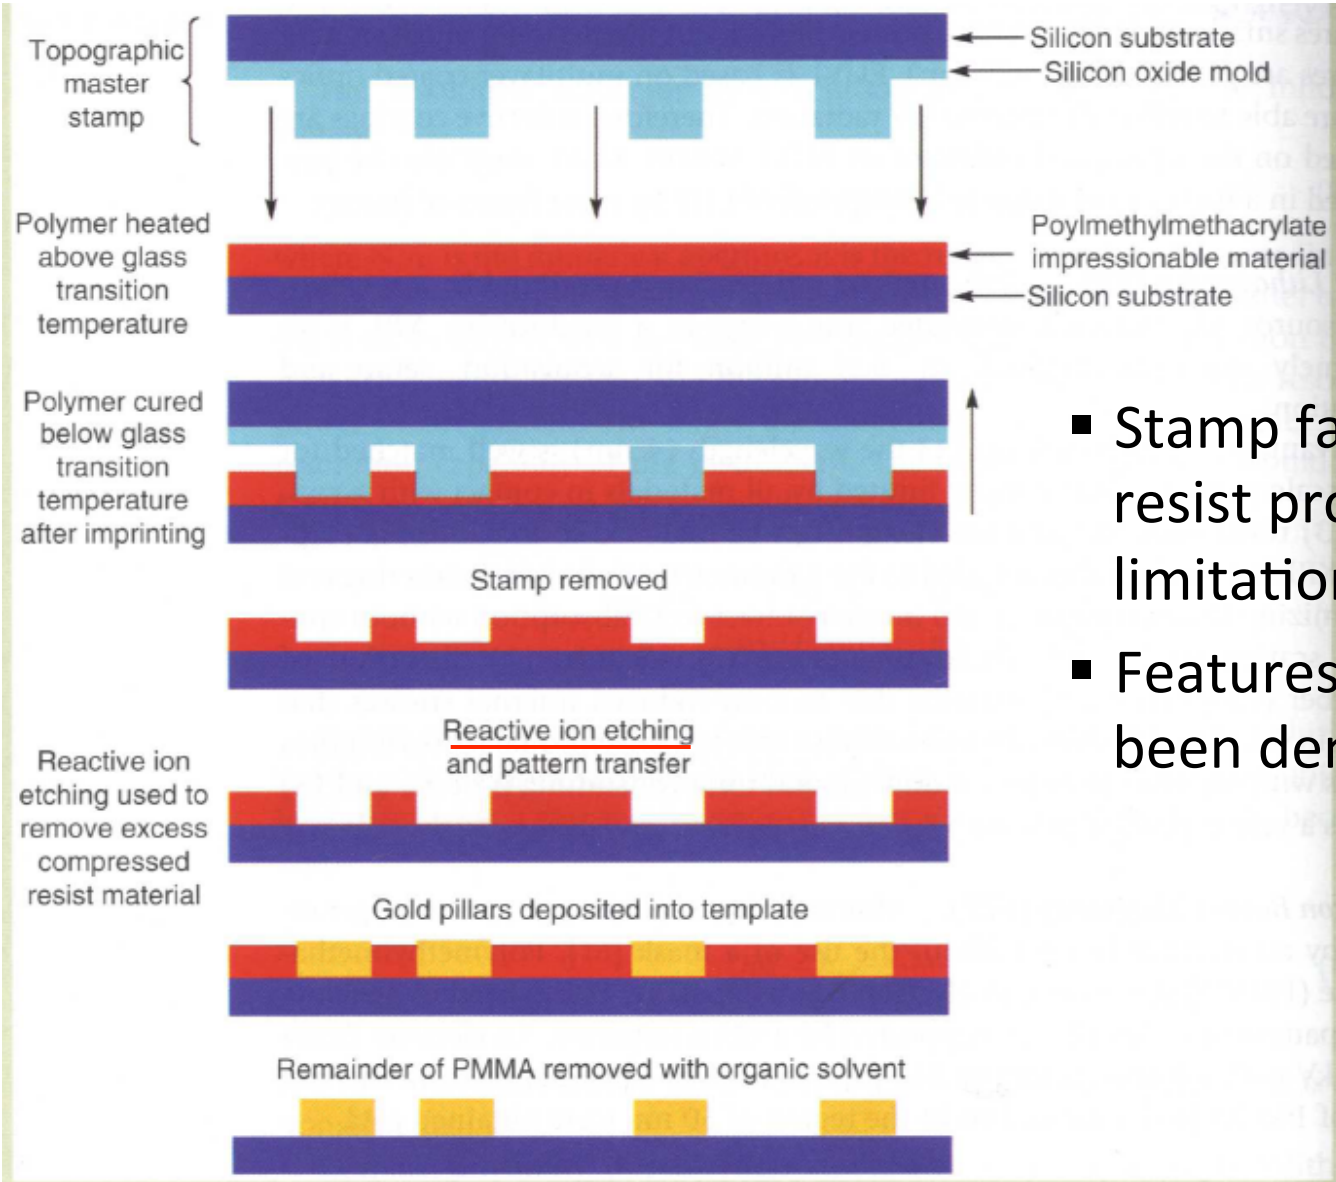 Topographic
master
stamp
Silicon substrate
Silicon oxide mold
Polymer heated
above glass
transition
temperature
Poylmethylmethacrylate
impressionable material
Silicon substrate
Polymer cured
below glass
transition
temperature
after imprinting
▪ Stamp fa
resist pro
limitation
▪ Features
been den
Stamp removed
Reactive ion etching
and pattern transfer
Reactive ion
etching used to
remove excess
compressed
resist material
Gold pillars deposited into template
Remainder of PMMA removed with organic solvent